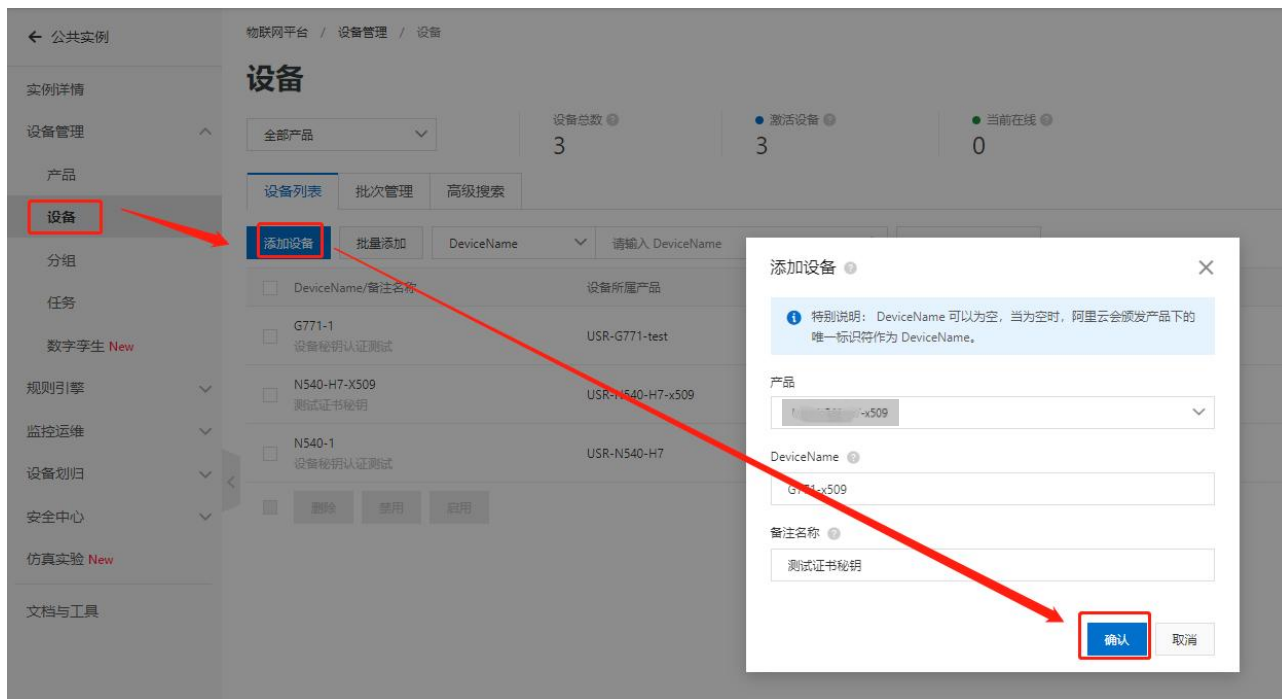 公共实例
实例详情
设备管理
产品
设备
分组
任务
数字孪生 New
规则引擎
监控运维
设备划归
安全中心
仿真实验 New
文档与工具
物联网平台 / 设备管理 / 设备
设备
全部产品
设备总数
3
激活设备
3
当前在线
0
设备列表 批次管理 高级搜索
添加设备 批量添加 DeviceName 请输入 DeviceName
DeviceName/备注名称 设备所属产品
G771-1 USR-G771-test
设备秘钥认证测试
N540-H7-X509 USR-N540-H7-x509
测试证书秘钥
N540-1 USR-N540-H7
设备秘钥认证测试
删除 禁用 启用
添加设备
特别说明： DeviceName 可以为空，当为空时，阿里云会颁发产品下的
唯一标识符作为 DeviceName。
产品
-x509
DeviceName
G771-x509
备注名称
测试证书秘钥
确认 取消